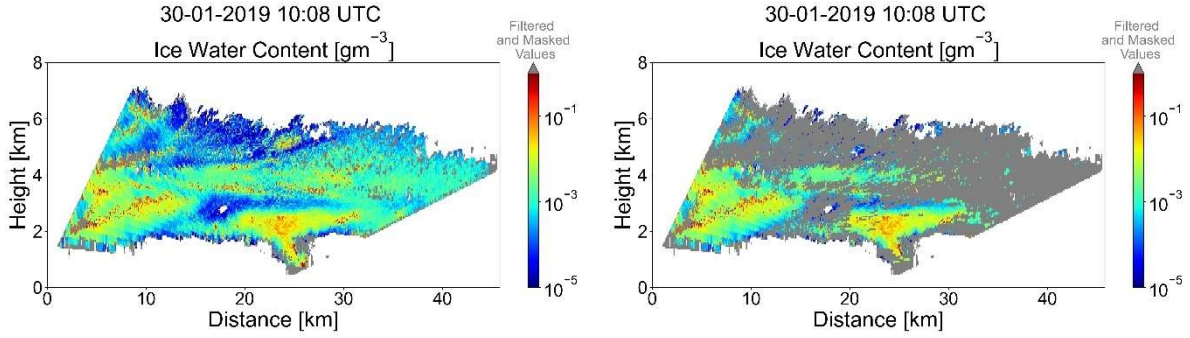 30-01-2019 10:08 UTC
Ice Water Content [gm⁻³]
Filtered
and Masked
Values
8
6
4
2
0
Height [km]
0 10 20 30 40
Distance [km]
10⁻¹
10⁻³
10⁻⁵
30-01-2019 10:08 UTC
Ice Water Content [gm⁻³]
Filtered
and Masked
Values
8
6
4
2
0
Height [km]
0 10 20 30 40
Distance [km]
10⁻¹
10⁻³
10⁻⁵